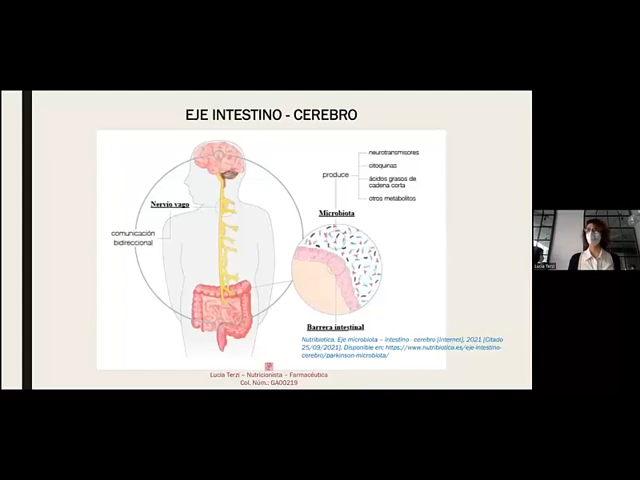 EJE INTESTINO - CEREBRO
neurotransmisores
citoquinas
produce
ácidos grasos de
cadena corta
otros metabolitos
Nervio vago
Microbiota
comunicación
bidireccional
Barrera intestinal
Nutribiotica. Eje microbiota – intestino - cerebro [internet], 2021 [Citado
25/09/2021]. Disponible en: https://www.nutribiotica.es/eje-intestino-
cerebro/parkinson-microbiota/
Lucía Terzi – Nutricionista – Farmacéutica
Col. Núm.: GA00219
Lucía Terzi